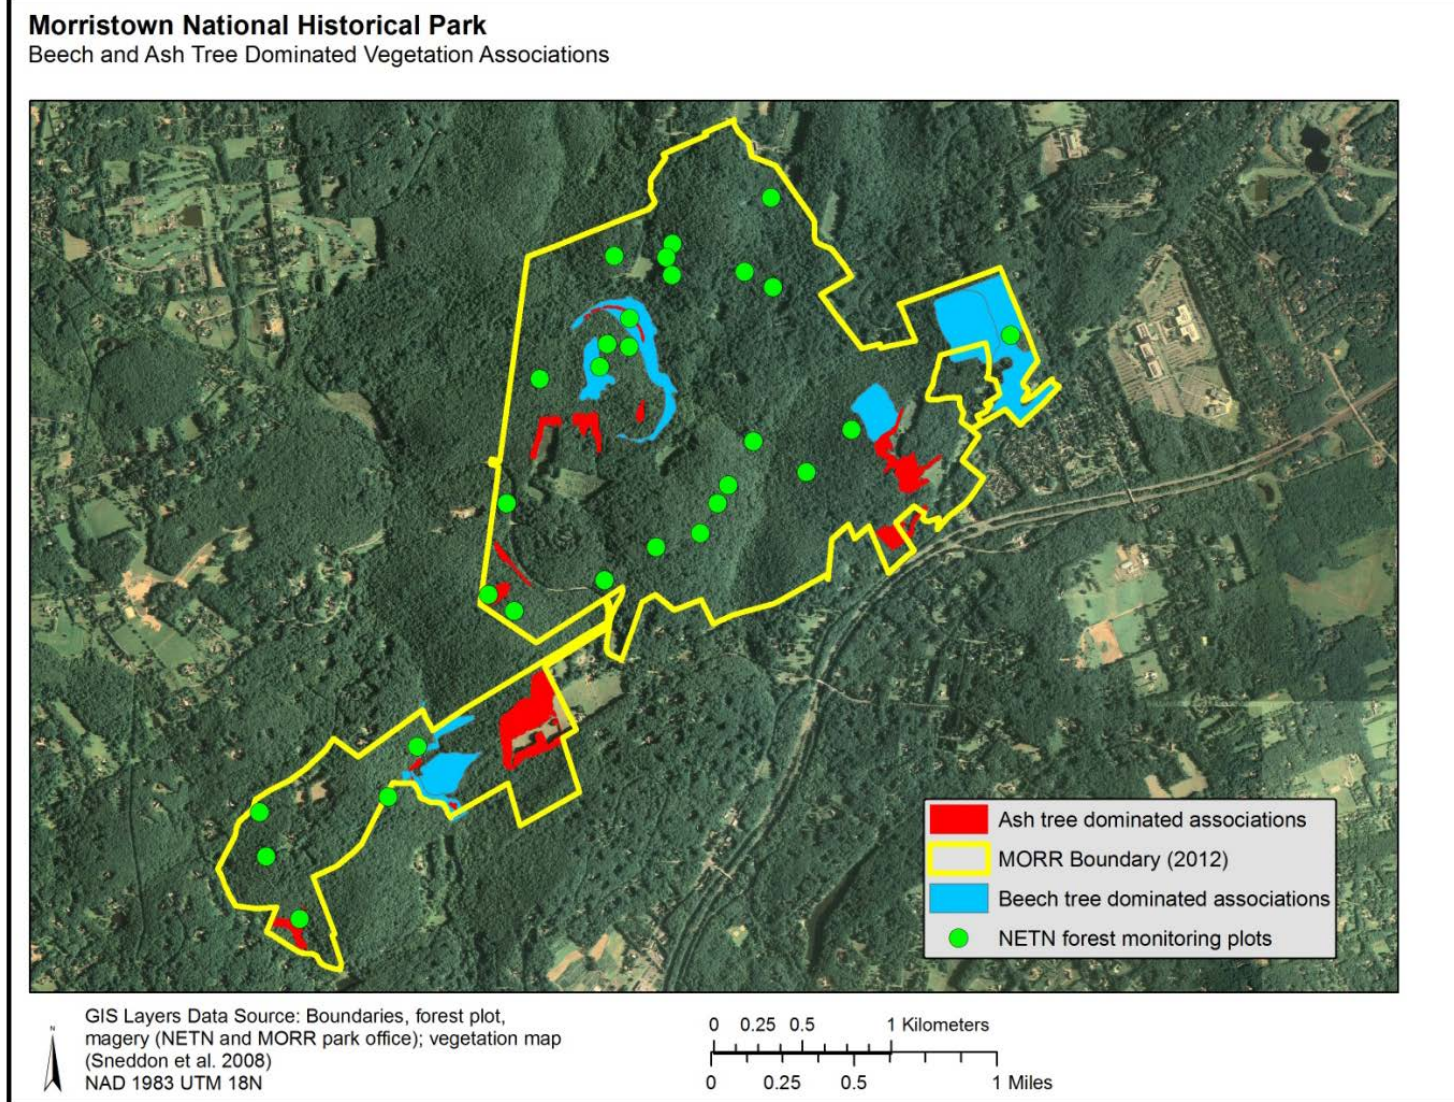 Morristown National Historical Park
Beech and Ash Tree Dominated Vegetation Associations
Ash tree dominated associations
MORR Boundary (2012)
Beech tree dominated associations
NETN forest monitoring plots
N
GIS Layers Data Source: Boundaries, forest plot,
magery (NETN and MORR park office); vegetation map
(Sneddon et al. 2008)
NAD 1983 UTM 18N
0 0.25 0.5 1 Kilometers
0 0.25 0.5 1 Miles